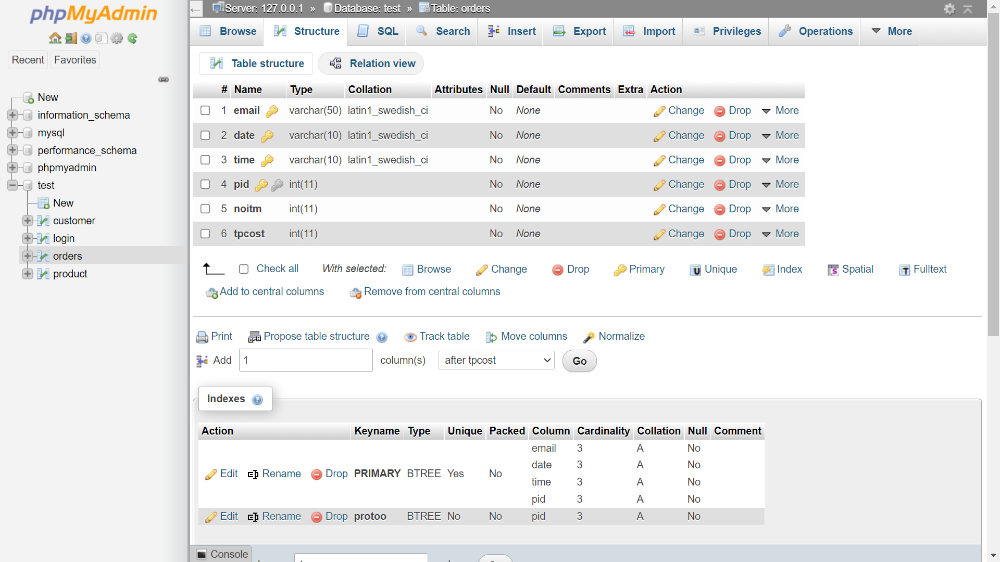 phpMyAdmin
Recent Favorites
New
information_schema
mysql
performance_schema
phpmyadmin
test
New
customer
login
orders
product
Server: 127.0.0.1 » Database: test » Table: orders
Browse Structure SQL Search Insert Export Import Privileges Operations More
Table structure Relation view
# Name Type Collation Attributes Null Default Comments Extra Action
1 email varchar(50) latin1_swedish_ci No None Change Drop More
2 date varchar(10) latin1_swedish_ci No None Change Drop More
3 time varchar(10) latin1_swedish_ci No None Change Drop More
4 pid int(11) No None Change Drop More
5 noitm int(11) No None Change Drop More
6 tpcost int(11) No None Change Drop More
Check all With selected: Browse Change Drop Primary Unique Index Spatial Fulltext
Add to central columns Remove from central columns
Print Propose table structure Track table Move columns Normalize
Add 1 column(s) after tpcost Go
Indexes
Action Keyname Type Unique Packed Column Cardinality Collation Null Comment
Edit Rename Drop PRIMARY BTREE Yes No email 3 A No
date 3 A No
time 3 A No
pid 3 A No
Edit Rename Drop protoo BTREE No No pid 3 A No
Console